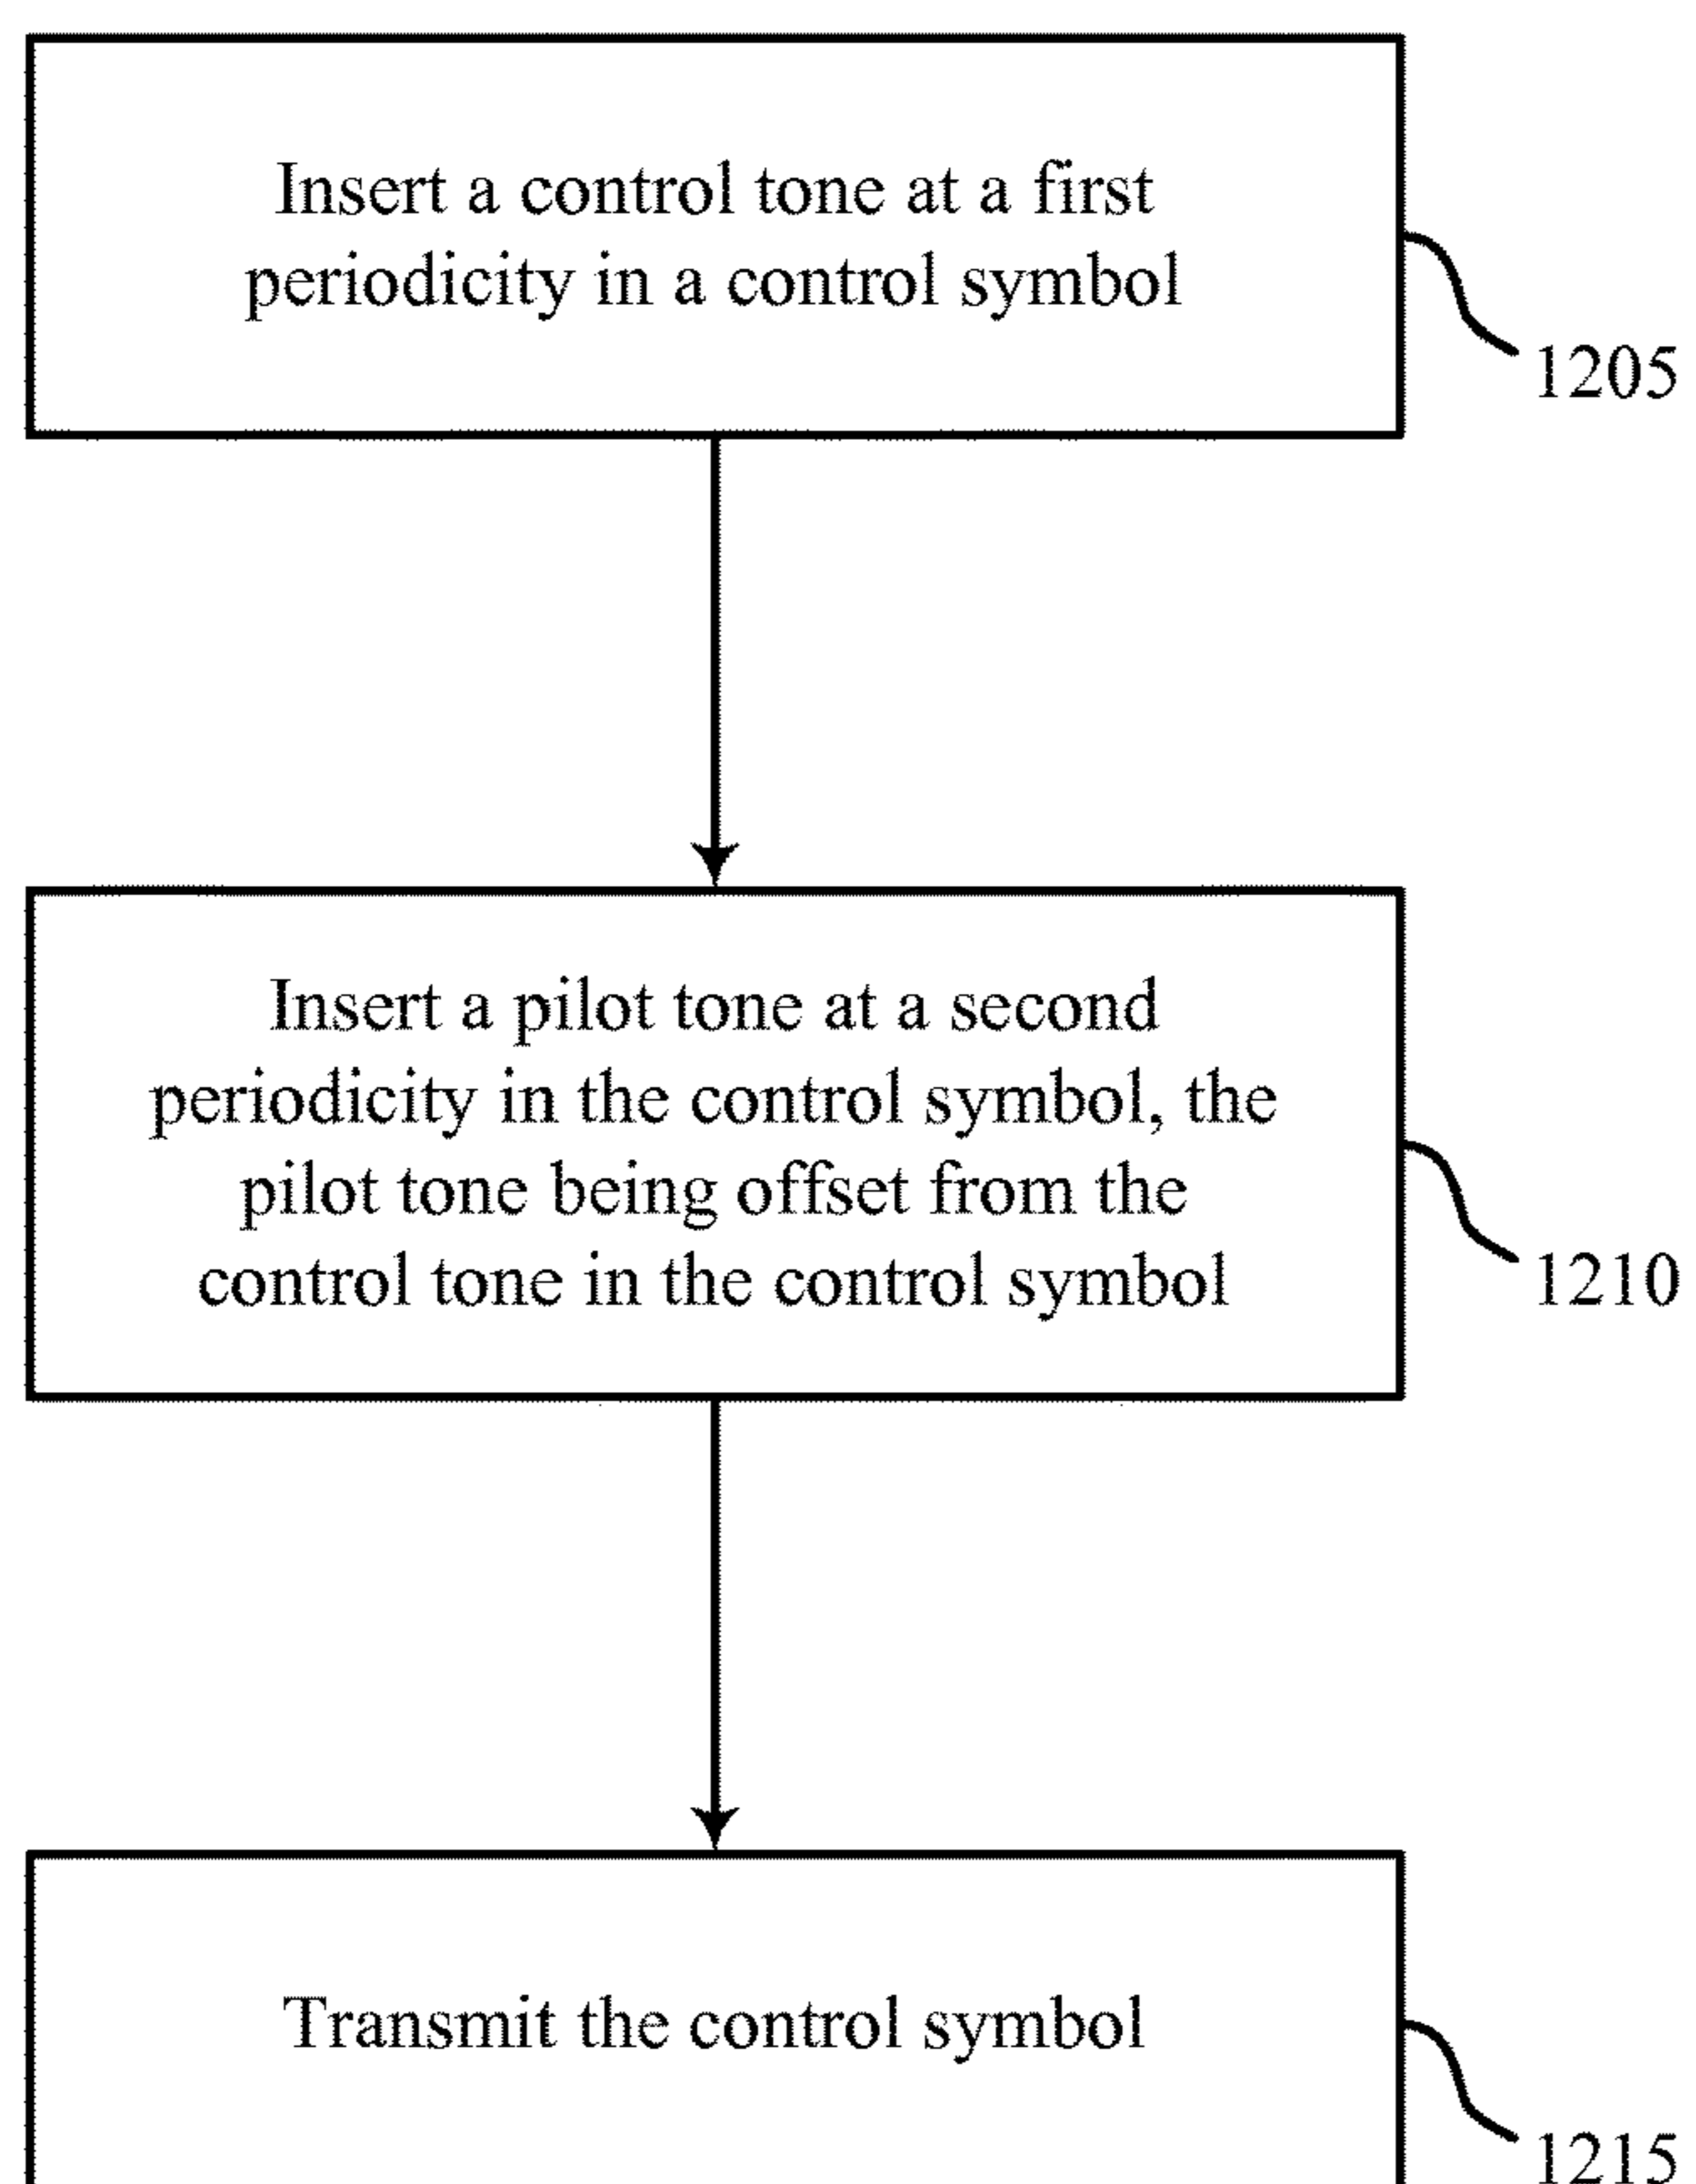 Insert a control tone at a first
periodicity in a control symbol
1205
Insert a pilot tone at a second
periodicity in the control symbol, the
pilot tone being offset from the
control tone in the control symbol
1210
Transmit the control symbol
1215